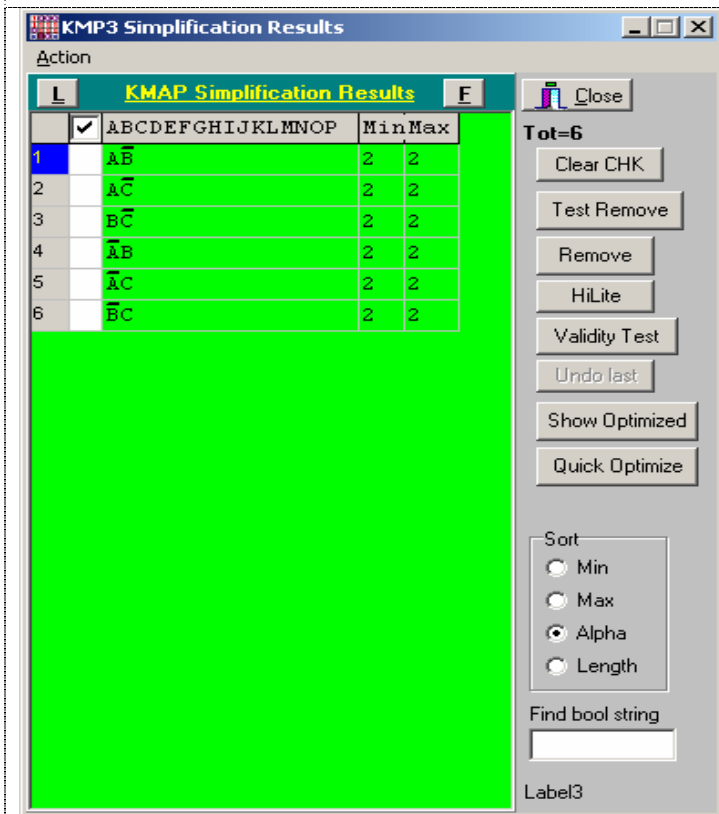 KMP3 Simplification Results
Action
L KMAP Simplification Results F
Close
ABCDEFGHIJKLMNOP Min Max
Tot=6
1 AB̅ 2 2
2 AC̅ 2 2
3 BC̅ 2 2
4 A̅B 2 2
5 A̅C 2 2
6 B̅C 2 2
Clear CHK
Test Remove
Remove
HiLite
Validity Test
Undo last
Show Optimized
Quick Optimize
Sort
Min
Max
Alpha
Length
Find bool string
Label3